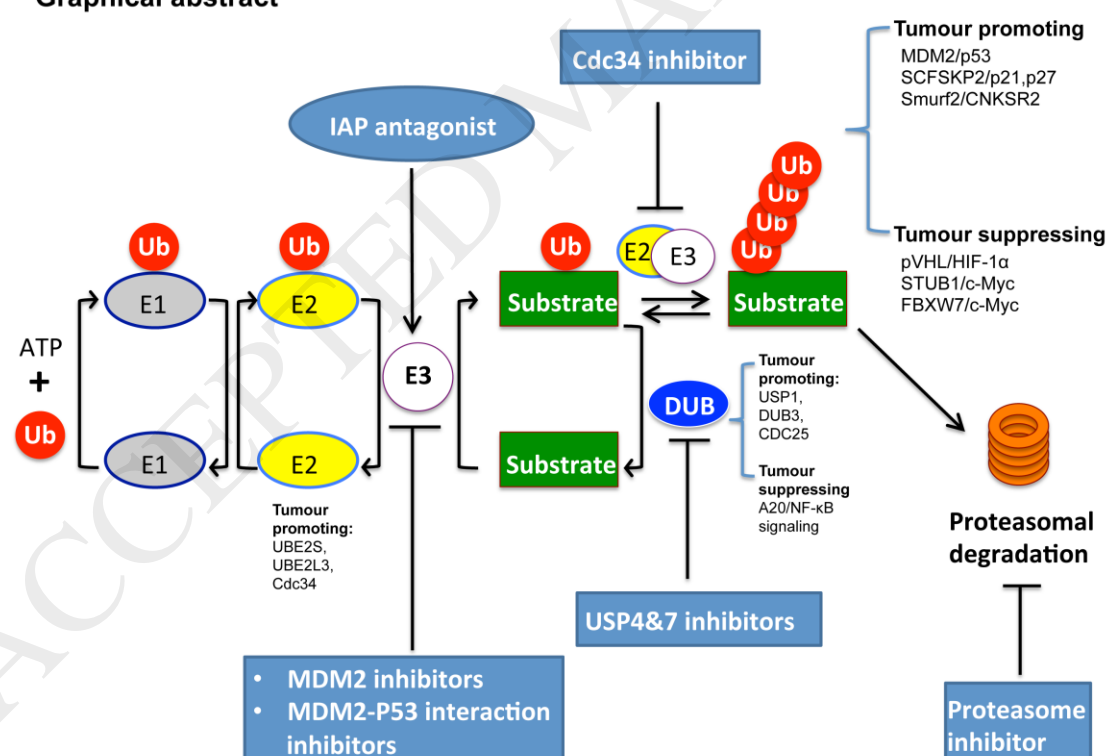 Graphical abstract
ACCEPTED MA
Cdc34 inhibitor
IAP antagonist
Tumour promoting
MDM2/p53
SCFSKP2/p21,p27
Smurf2/CNKSR2
Ub
Ub
Ub
Ub
Ub
Ub
Ub
E2
E3
Tumour suppressing
pVHL/HIF-1α
STUB1/c-Myc
FBXW7/c-Myc
E1
E2
Substrate
Substrate
ATP
+
Ub
E3
DUB
Tumour
promoting:
USP1,
DUB3,
CDC25
E1
E2
Substrate
Tumour
suppressing
A20/NF-κB
signaling
Tumour
promoting:
UBE2S,
UBE2L3,
Cdc34
Proteasomal
degradation
USP4&7 inhibitors
• MDM2 inhibitors
• MDM2-P53 interaction
inhibitors
Proteasome
inhibitor